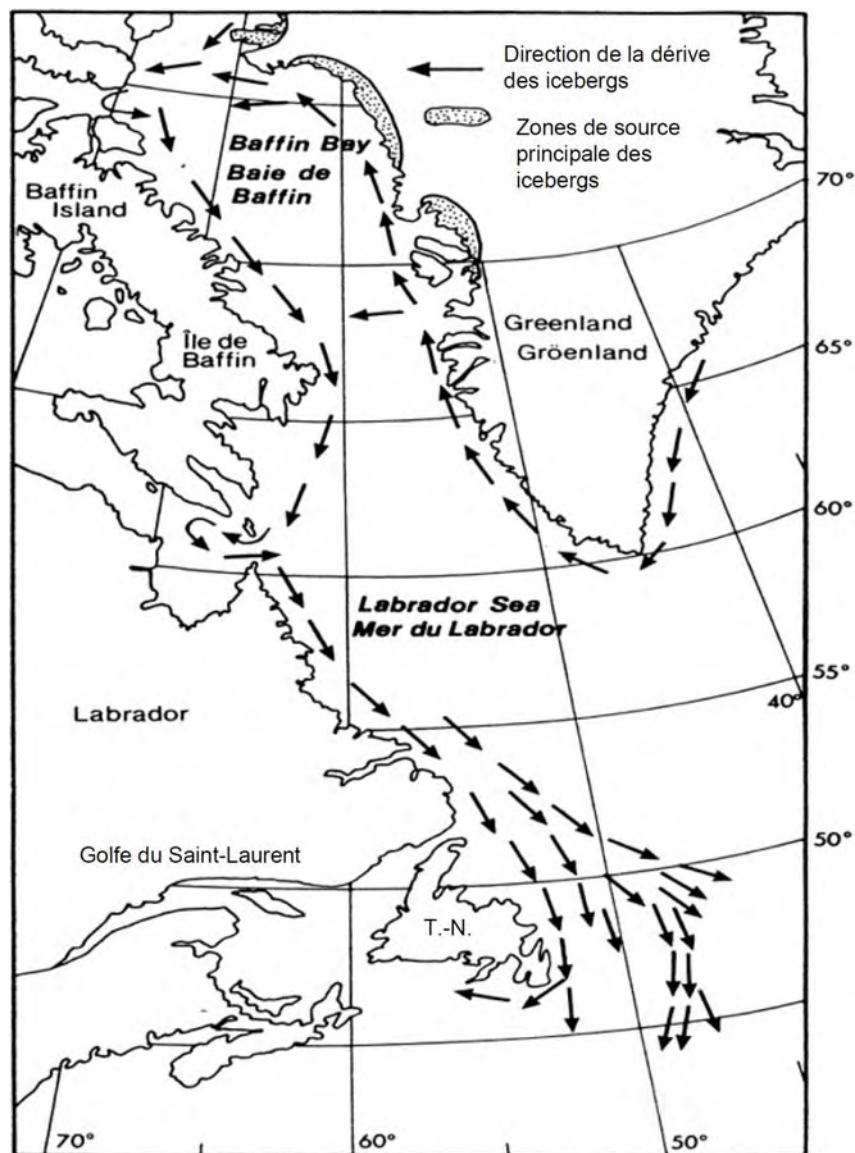 Direction de la dérive
des icebergs
Zones de source
principale des
icebergs
Baffin Bay
Baie de
Baffin
Baffin
Island
70°
Île de
Baffin
Greenland
Gröenland
65°
60°
Labrador Sea
Mer du Labrador
55°
40°
Labrador
50°
Golfe du Saint-Laurent
T.-N.
70°
60°
50°